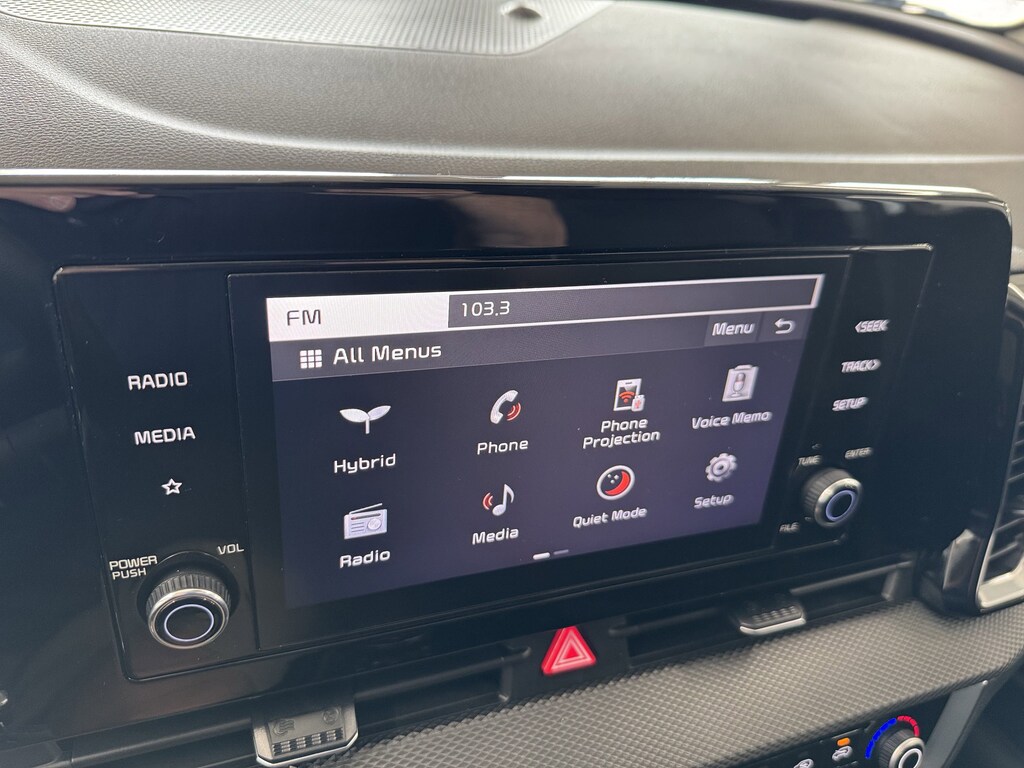 FM
103.3
Menu
All Menus
Hybrid
Phone
Phone
Projection
Voice Memo
Radio
Media
Quiet Mode
Setup
RADIO
MEDIA
POWER
PUSH
VOL
<SEEK
TRACK>
SETUP
TUNE
ENTER
FILE